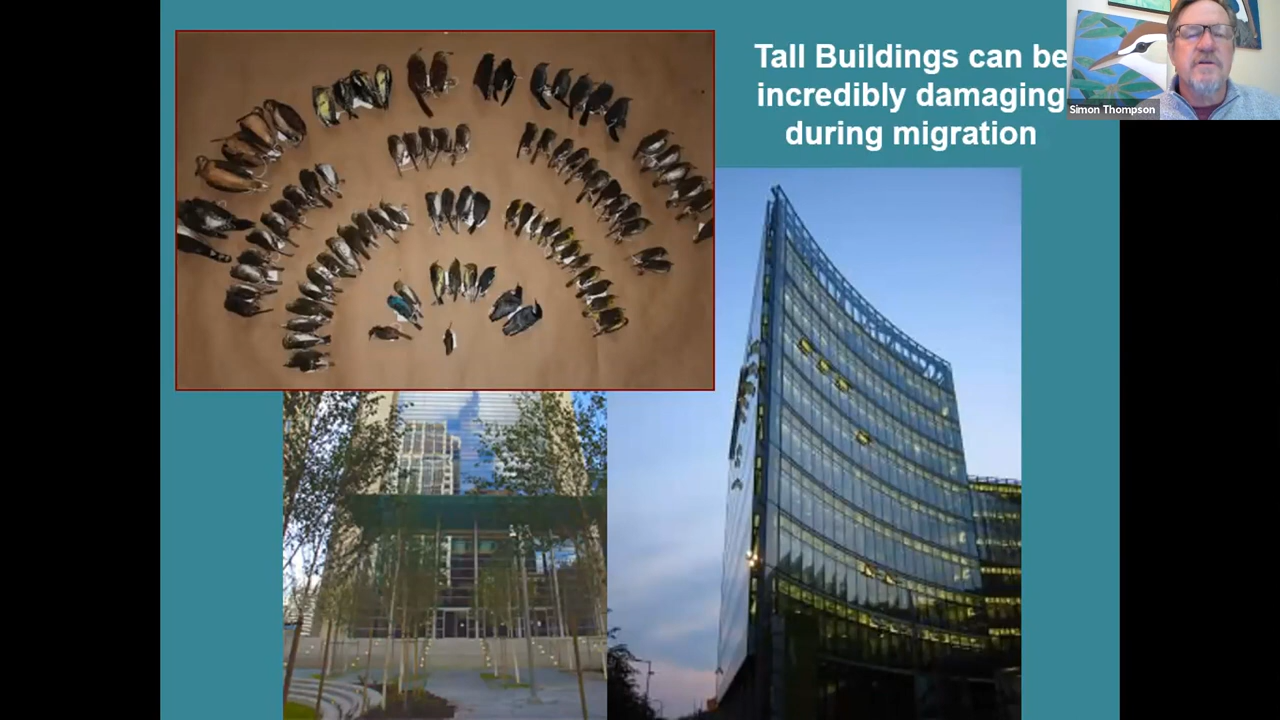 Tall Buildings can be
incredibly damaging
during migration
Simon Thompson